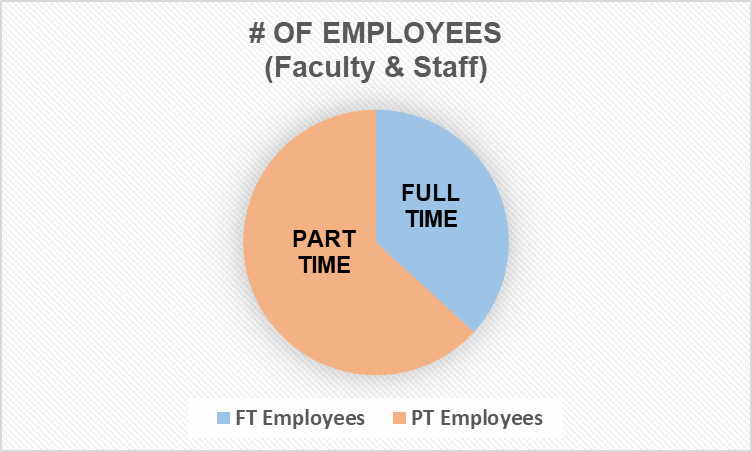 # OF EMPLOYEES
(Faculty & Staff)
FULL
TIME
PART
TIME
FT Employees PT Employees